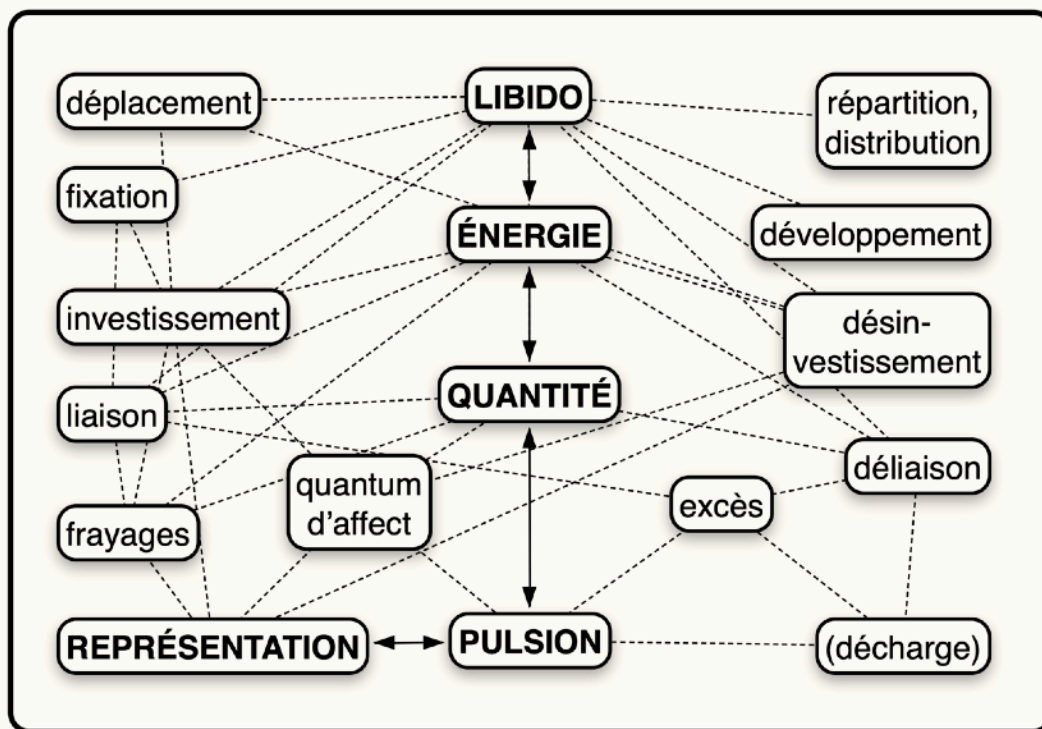 déplacement
LIBIDO
répartition,
distribution
fixation
ÉNERGIE
développement
investissement
désin-
vestissement
QUANTITÉ
liaison
quantum
d'affect
déliaison
excès
frayages
REPRÉSENTATION
PULSION
(décharge)